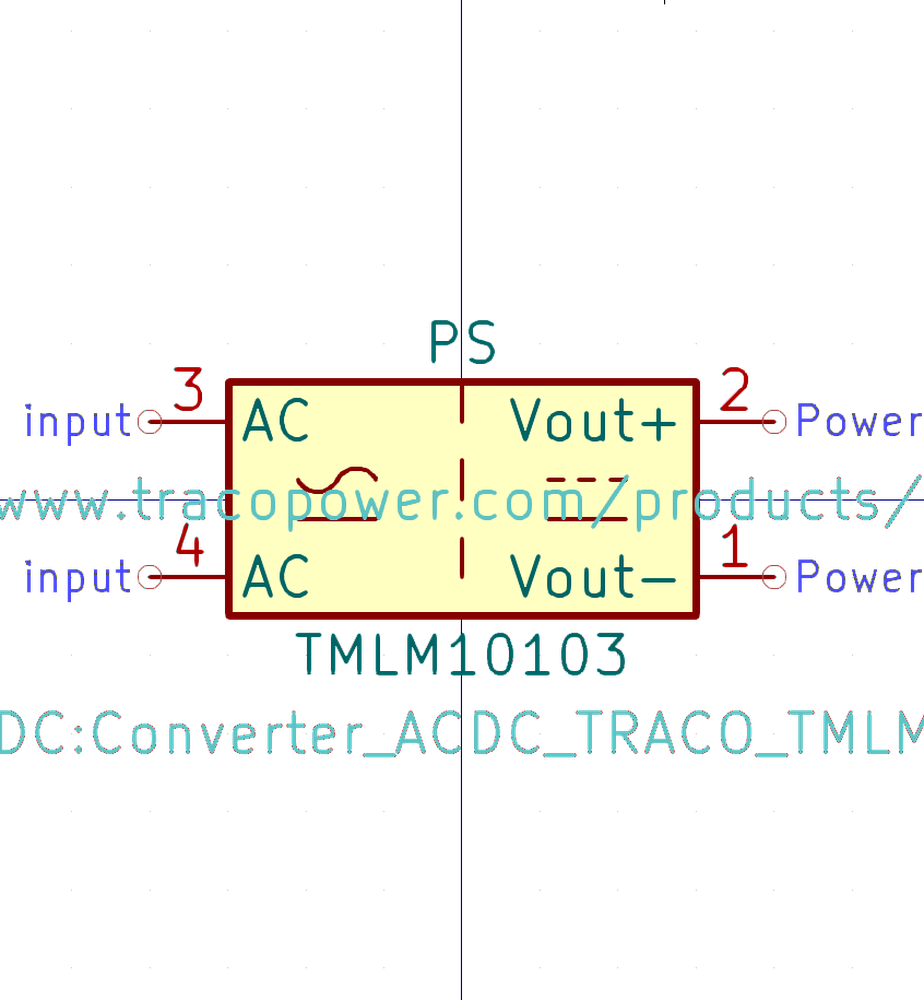 PS
3 2
input AC Vout+ Power
www.tracopower.com/products/
4 1
input AC Vout- Power
TMLM10103
DC:Converter_ACDC_TRACO_TMLM